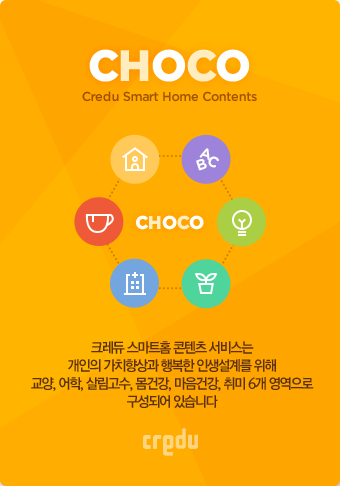 CHOCO
Credu Smart Home Contents
A
B C
CHOCO
크레듀 스마트홈 콘텐츠 서비스는
개인의 가치향상과 행복한 인생설계를 위해
교양, 어학, 살림고수, 몸건강, 마음건강, 취미 6개 영역으로
구성되어 있습니다
credu